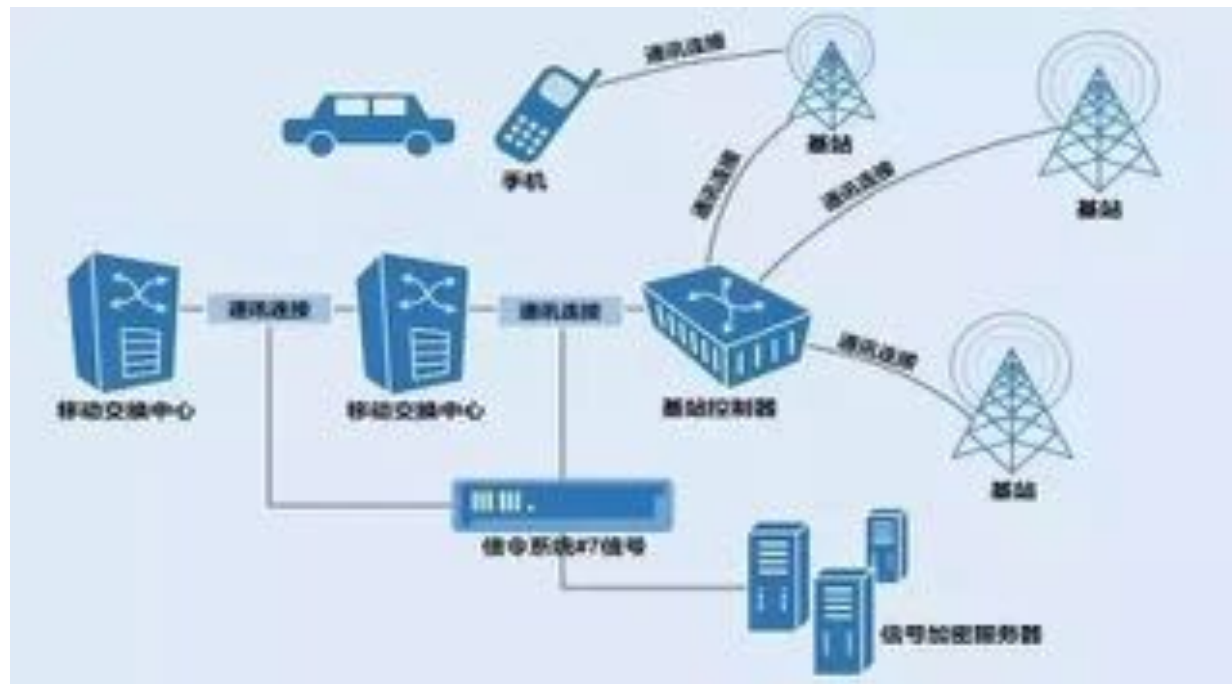 通讯连接
基站
手机
通讯连接
通讯连接
基站
移动交换中心
通讯连接
移动交换中心
通讯连接
基站控制器
通讯连接
基站
信令系统#7信号
信号加密服务器